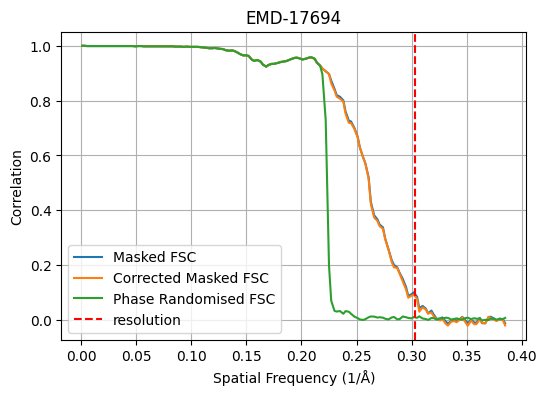 EMD-17694
1.0
0.8
0.6
0.4
0.2
0.0
Correlation
Masked FSC
Corrected Masked FSC
Phase Randomised FSC
resolution
0.00 0.05 0.10 0.15 0.20 0.25 0.30 0.35 0.40
Spatial Frequency (1/Å)